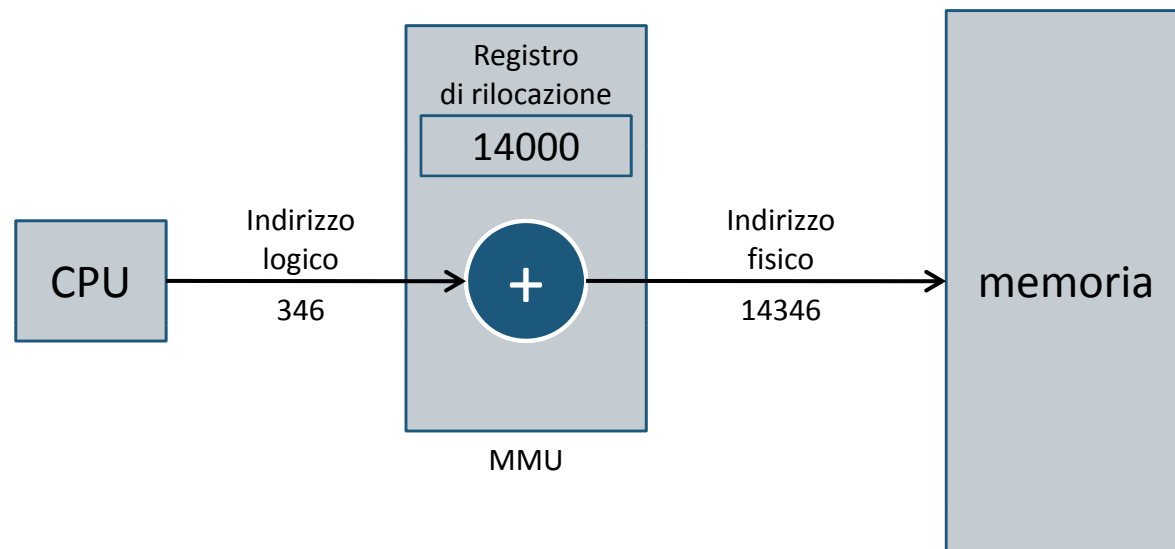 Registro
di rilocazione
14000
CPU
Indirizzo
logico
346
+
Indirizzo
fisico
14346
memoria
MMU